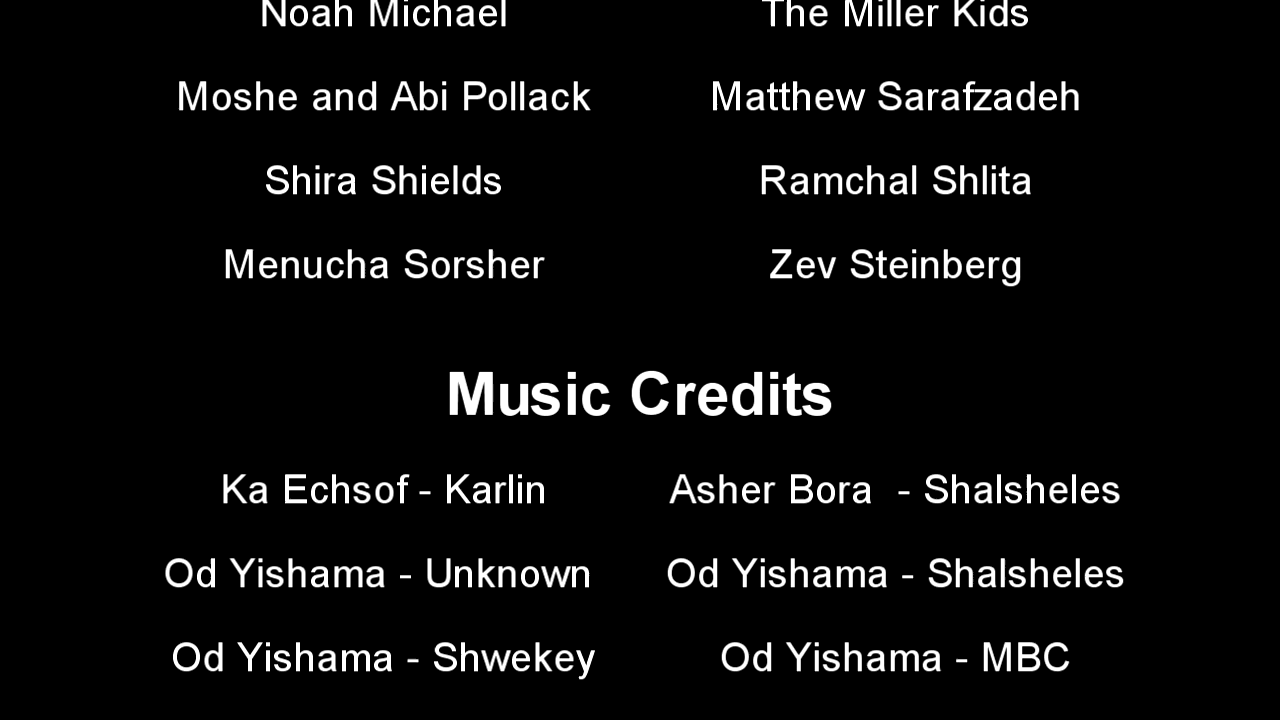 Noah Michael The Miller Kids
Moshe and Abi Pollack Matthew Sarafzadeh
Shira Shields Ramchal Shlita
Menucha Sorsher Zev Steinberg
Music Credits
Ka Echsof - Karlin Asher Bora - Shalsheles
Od Yishama - Unknown Od Yishama - Shalsheles
Od Yishama - Shwekey Od Yishama - MBC